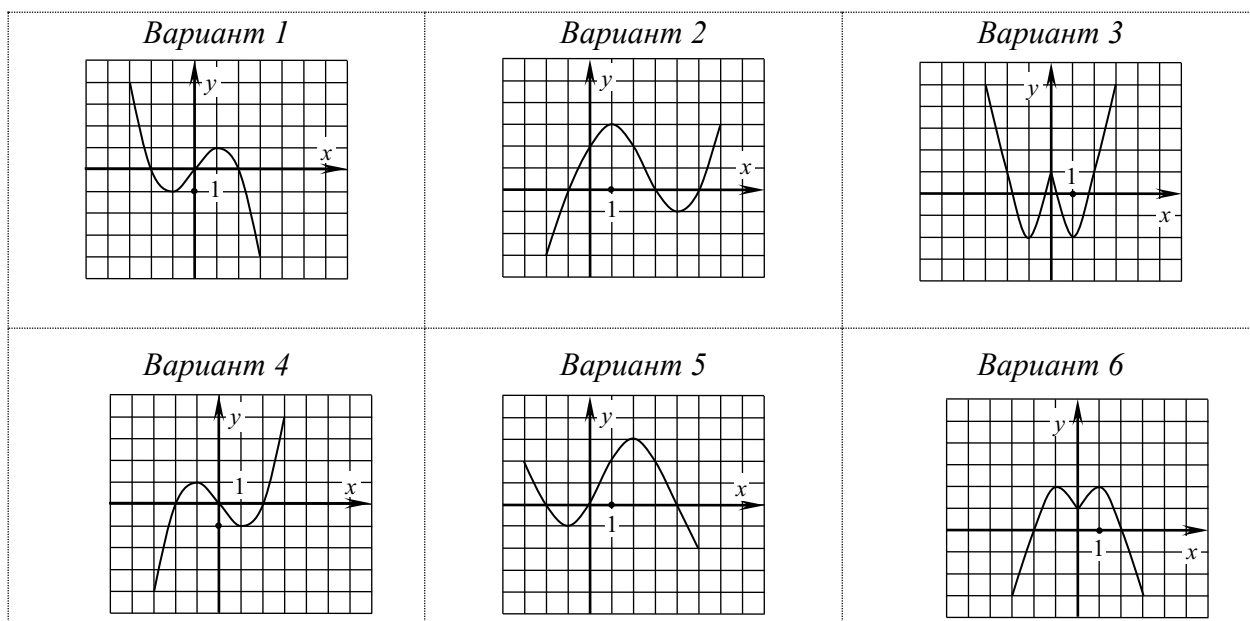 Вариант 1
y
x
1
Вариант 2
y
x
1
Вариант 3
y
1
x
Вариант 4
y
1
x
Вариант 5
y
x
1
Вариант 6
y
1
x